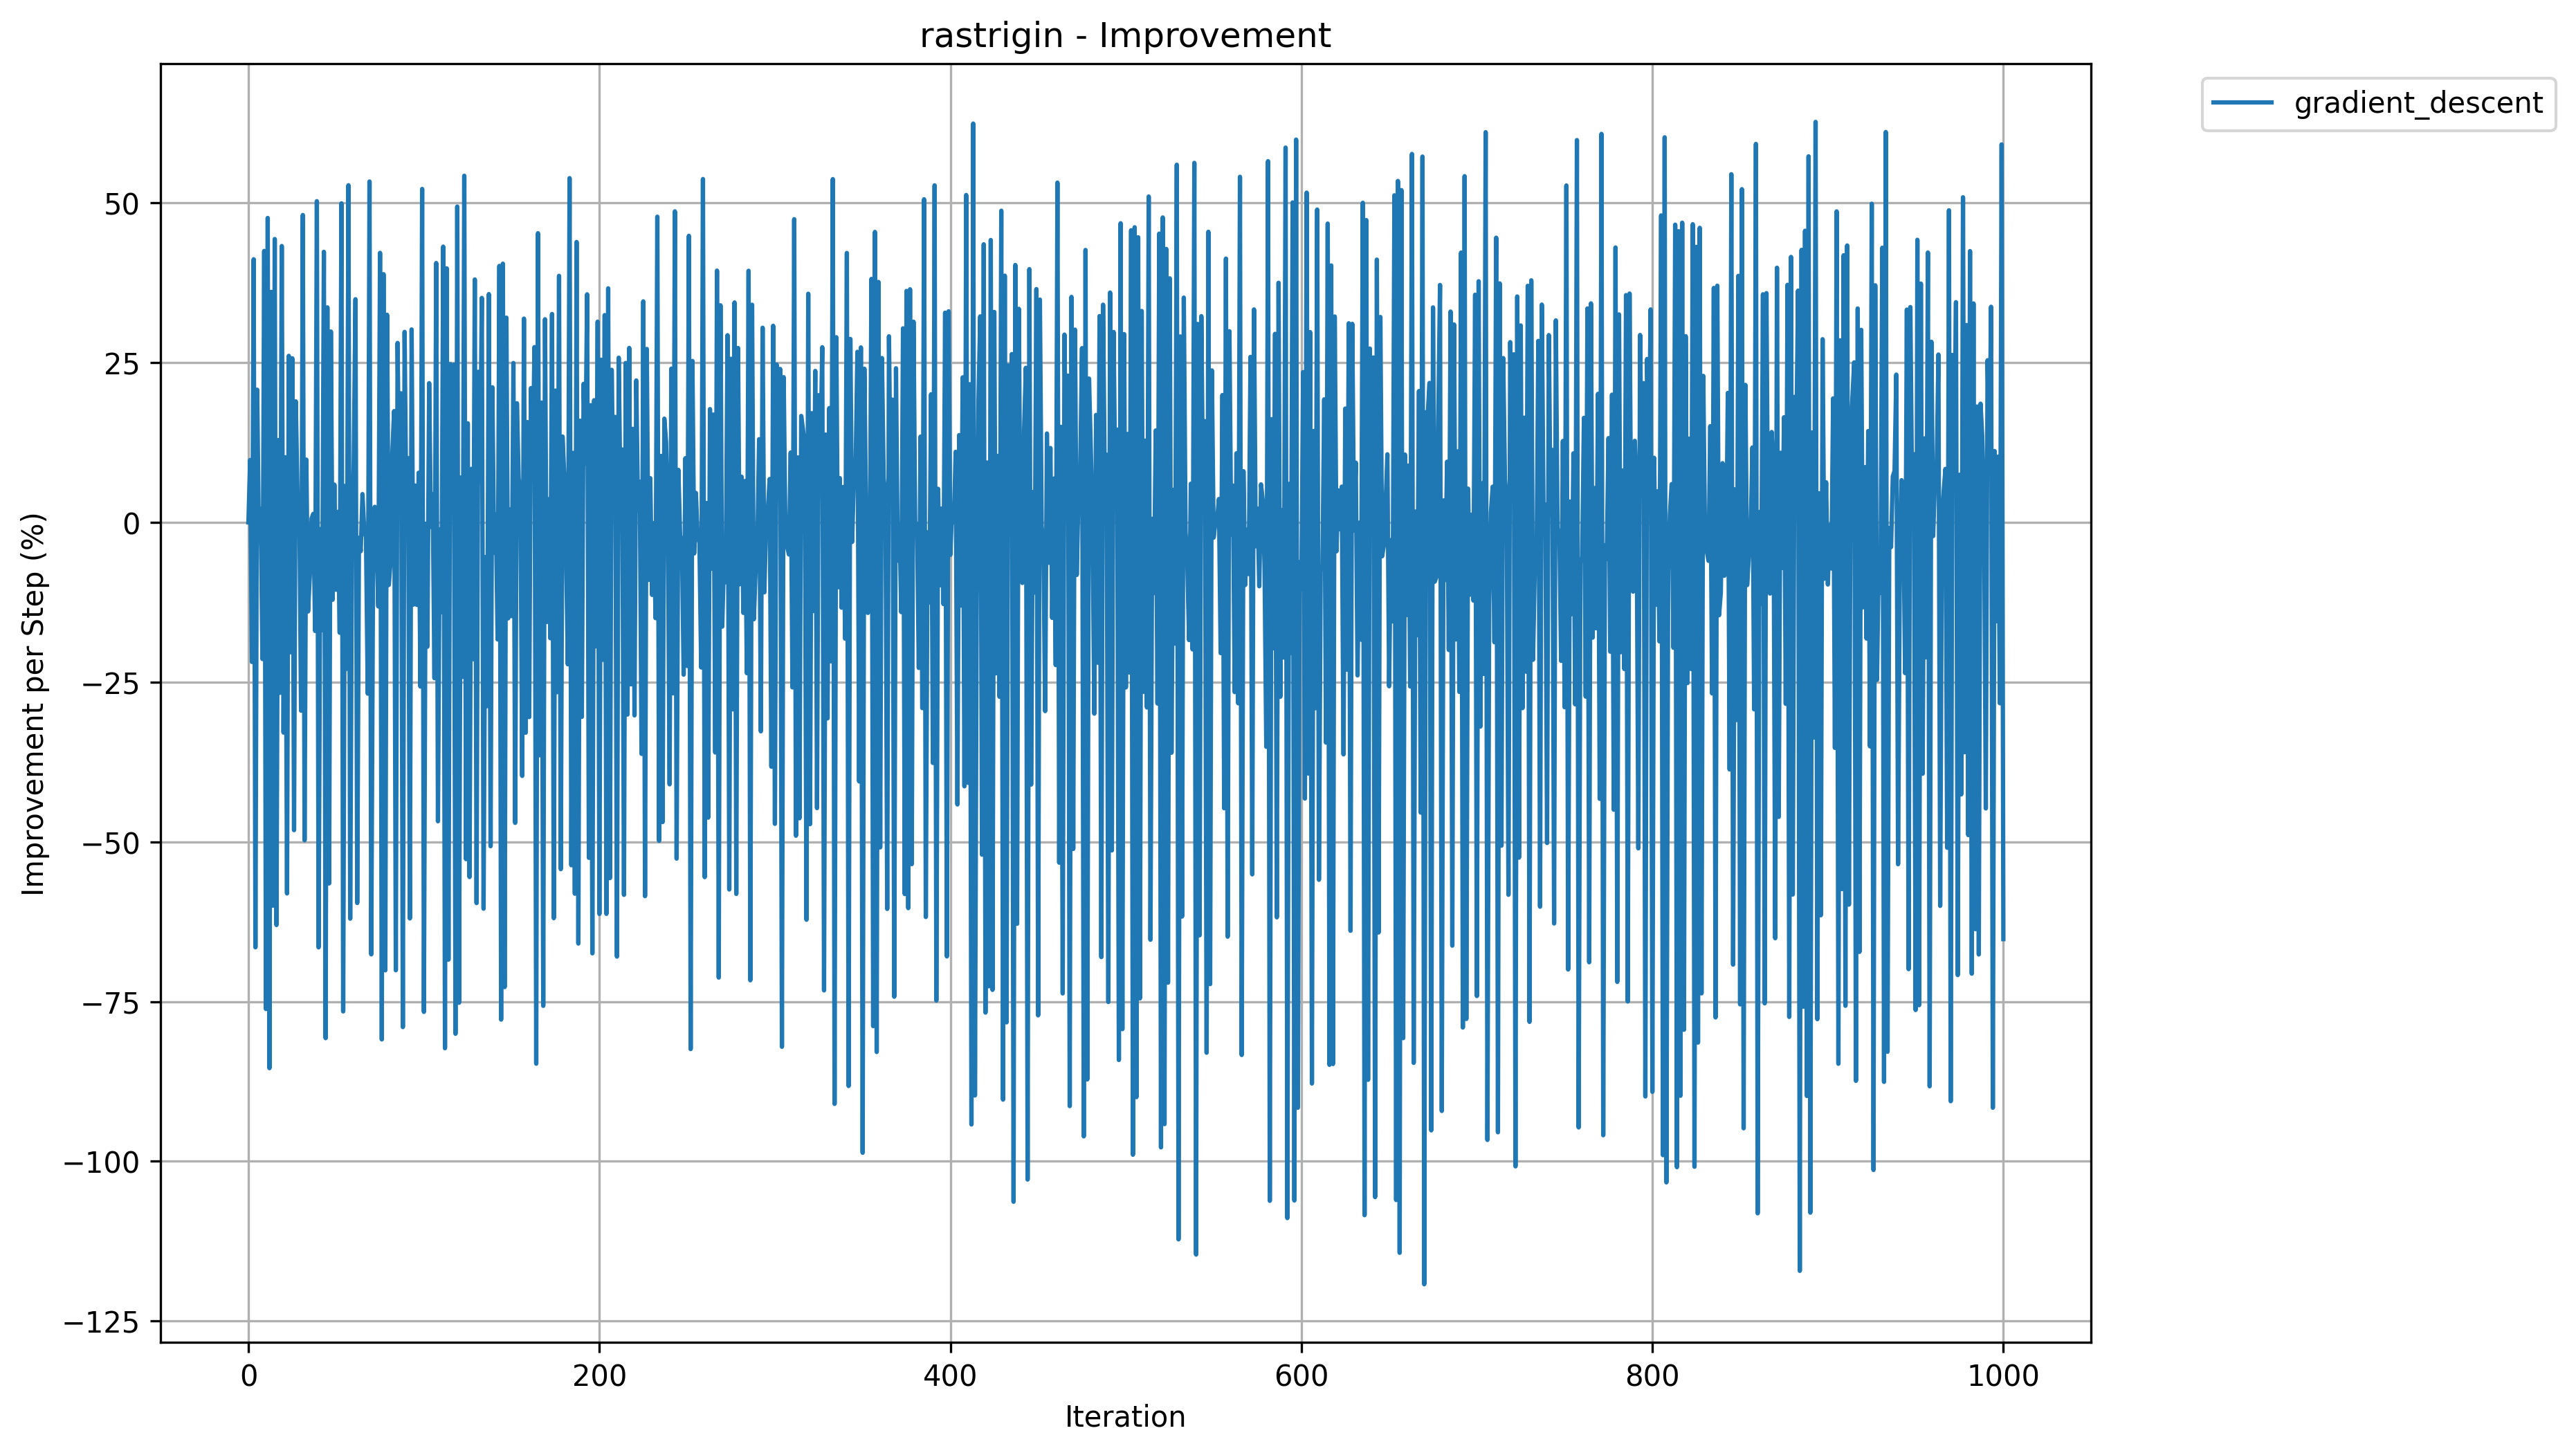 rastrigin - Improvement
gradient_descent
Improvement per Step (%)
50
25
0
−25
−50
−75
−100
−125
0 200 400 600 800 1000
Iteration